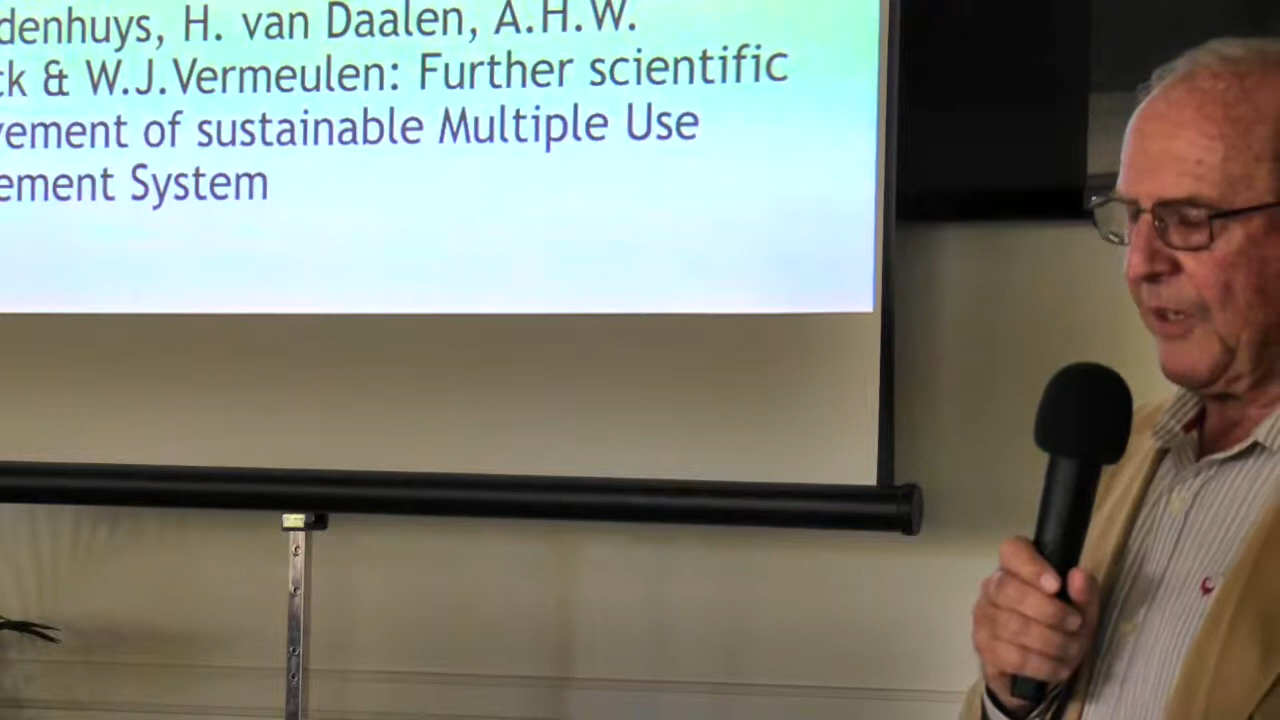 denhuys, H. van Daalen, A.H.W.
ck & W.J.Vermeulen: Further scientific
vement of sustainable Multiple Use
ement System